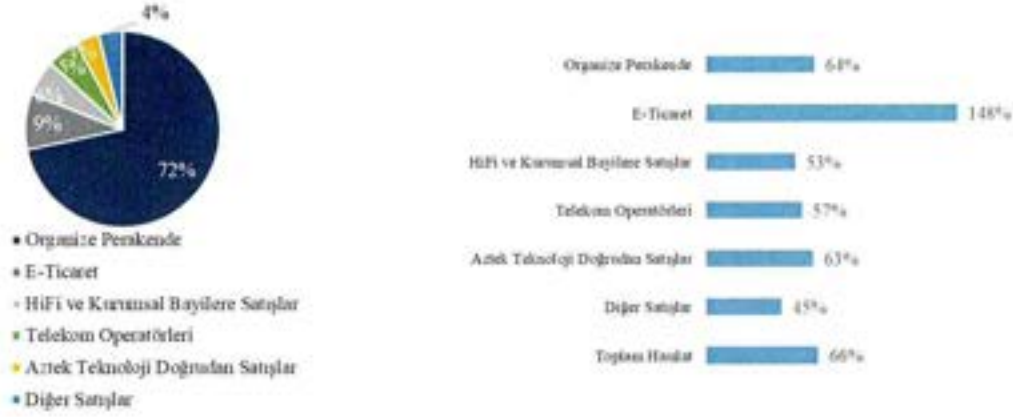 4%
9%
72%
Organize Perakende
E-Ticaret
HiFi ve Kurumsal Bayilere Satışlar
Telekom Operatörleri
Aztek Teknoloji Doğrudan Satışlar
Diğer Satışlar
Organize Perakende 64%
E-Ticaret 148%
HiFi ve Kurumsal Bayilere Satışlar 53%
Telekom Operatörleri 57%
Aztek Teknoloji Doğrudan Satışlar 63%
Diğer Satışlar 45%
Toplam Hasılat 66%